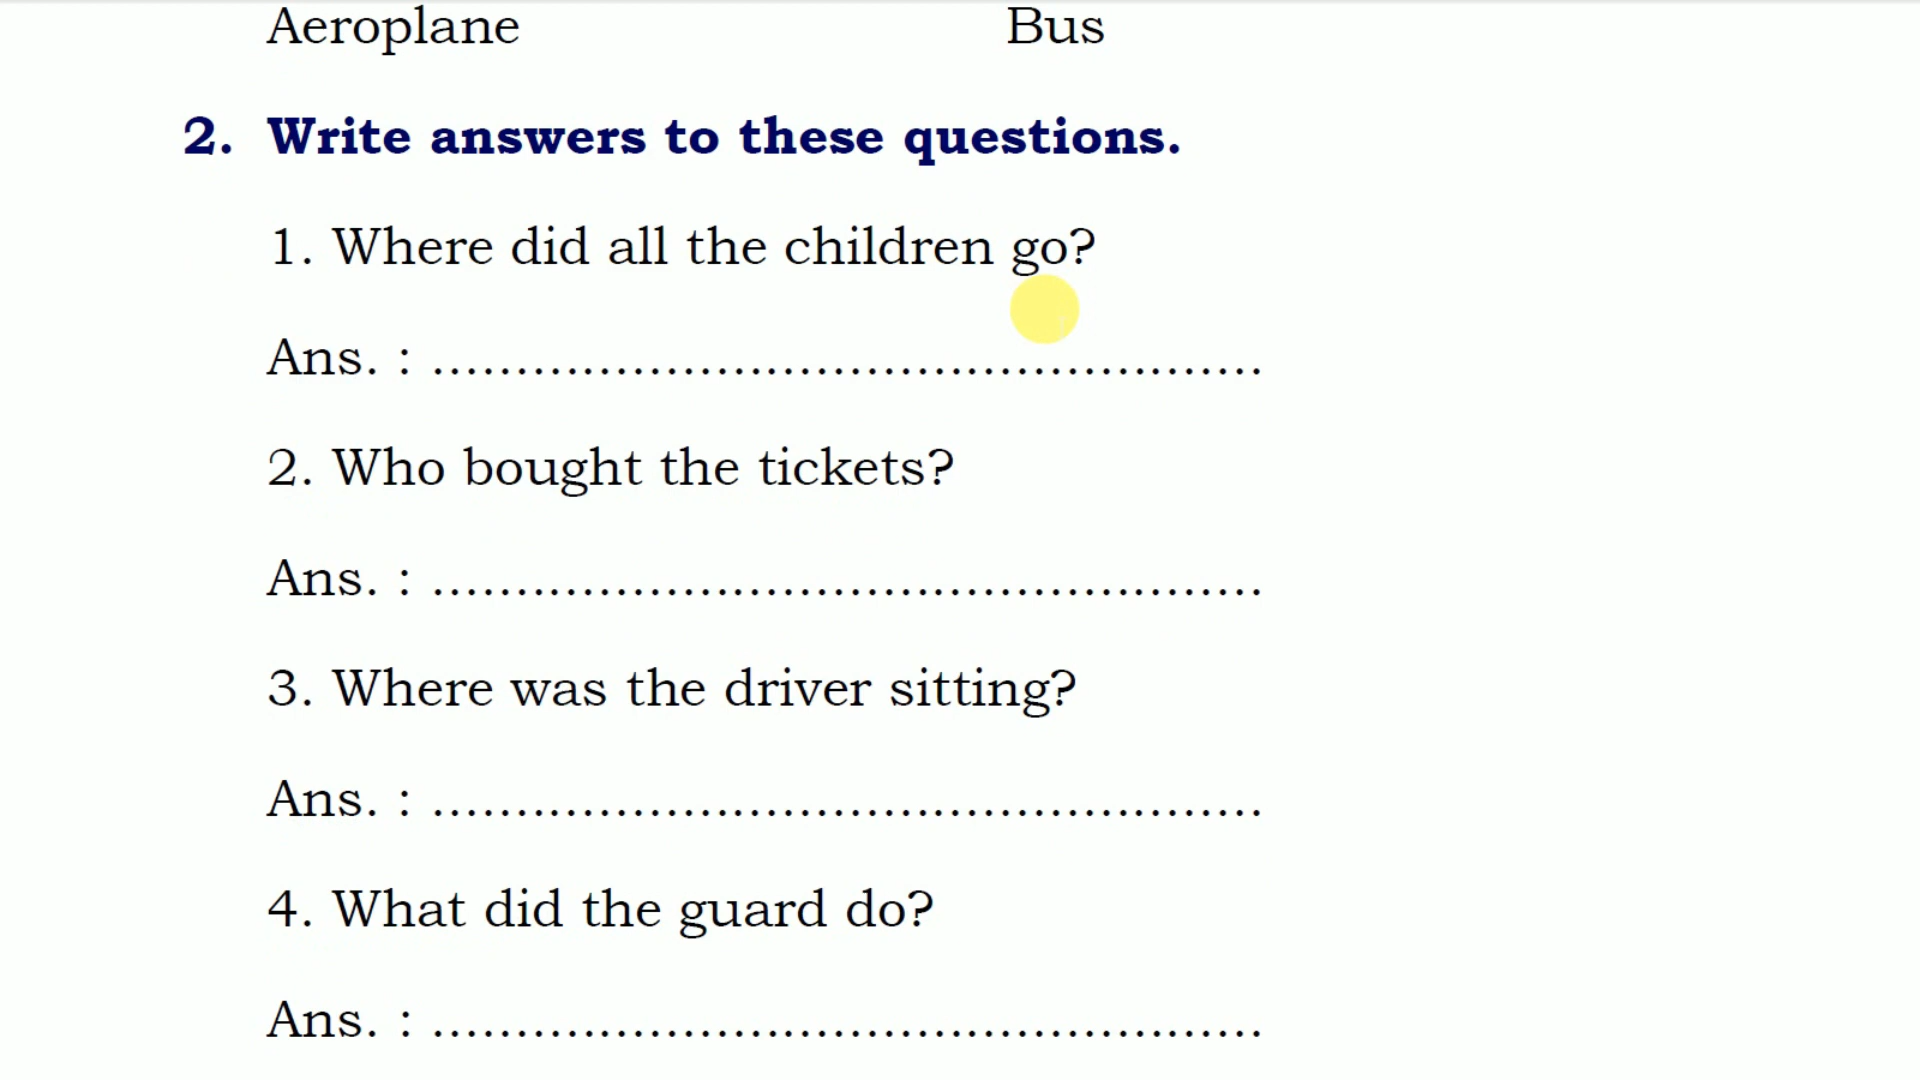 Aeroplane Bus
2. Write answers to these questions.
1. Where did all the children go?
Ans. : ..................................................
2. Who bought the tickets?
Ans. : ..................................................
3. Where was the driver sitting?
Ans. : ..................................................
4. What did the guard do?
Ans. : ..................................................